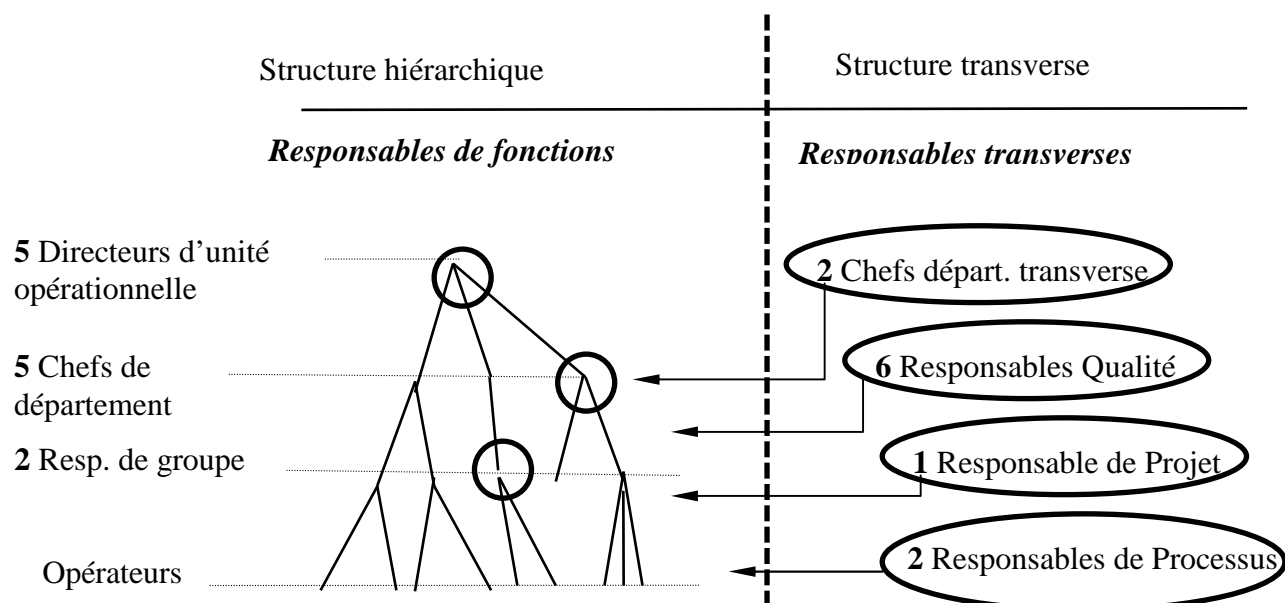 Structure hiérarchique
Structure transverse
Responsables de fonctions
Responsables transverses
5 Directeurs d’unité
opérationnelle
2 Chefs départ. transverse
5 Chefs de
département
6 Responsables Qualité
2 Resp. de groupe
1 Responsable de Projet
Opérateurs
2 Responsables de Processus